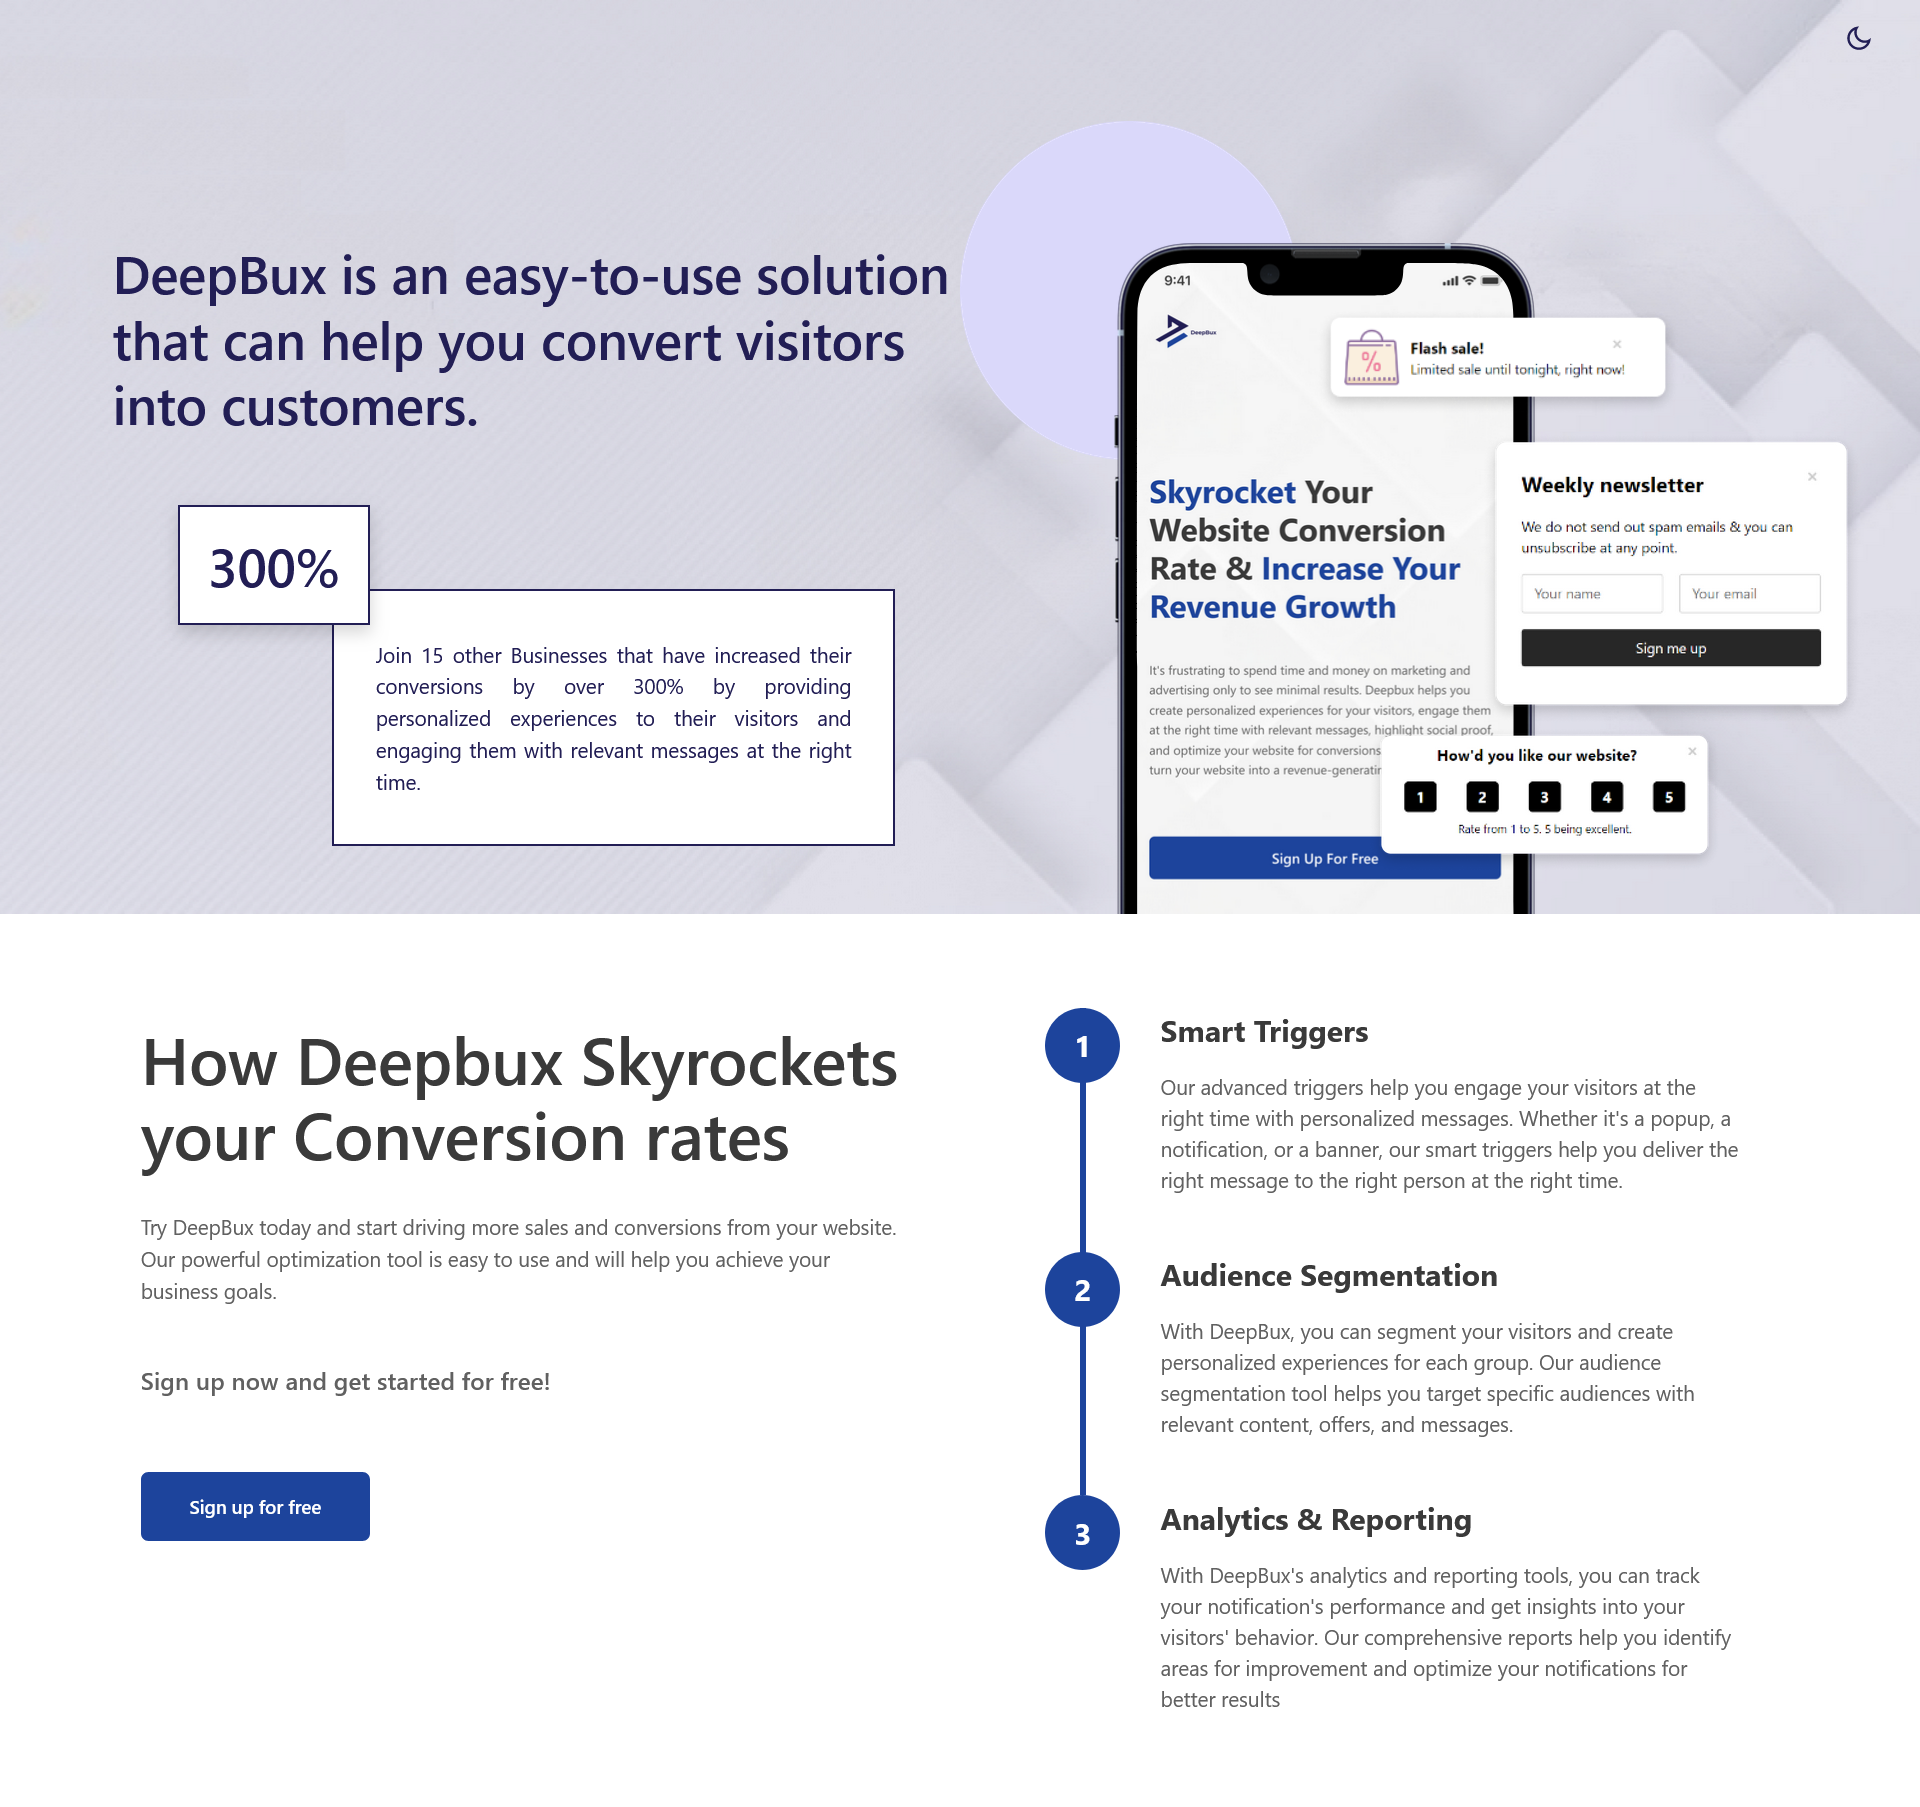 DeepBux is an easy-to-use solution
that can help you convert visitors
into customers.
300%
Join 15 other Businesses that have increased their
conversions by over 300% by providing
personalized experiences to their visitors and
engaging them with relevant messages at the right
time.
9:41
DeepBux
Flash sale!
Limited sale until tonight, right now!
Skyrocket Your
Website Conversion
Rate & Increase Your
Revenue Growth
It's frustrating to spend time and money on marketing and
advertising only to see minimal results. Deepbux helps you
create personalized experiences for your visitors, engage them
at the right time with relevant messages, highlight social proof,
and optimize your website for conversions
turn your website into a
Sign Up For Free
Weekly newsletter
We do not send out spam emails & you can
unsubscribe at any point.
Your name
Your email
Sign me up
How'd you like our website?
1 2 3 4 5
Rate from 1 to 5. 5 being excellent.
How Deepbux Skyrockets
your Conversion rates
Try DeepBux today and start driving more sales and conversions from your website.
Our powerful optimization tool is easy to use and will help you achieve your
business goals.
Sign up now and get started for free!
Sign up for free
1
Smart Triggers
Our advanced triggers help you engage your visitors at the
right time with personalized messages. Whether it's a popup, a
notification, or a banner, our smart triggers help you deliver the
right message to the right person at the right time.
2
Audience Segmentation
With DeepBux, you can segment your visitors and create
personalized experiences for each group. Our audience
segmentation tool helps you target specific audiences with
relevant content, offers, and messages.
3
Analytics & Reporting
With DeepBux's analytics and reporting tools, you can track
your notification's performance and get insights into your
visitors' behavior. Our comprehensive reports help you identify
areas for improvement and optimize your notifications for
better results